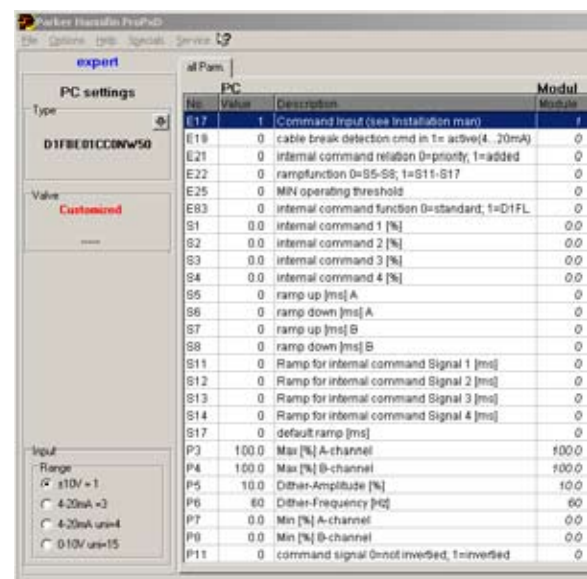 Parker Hannifin ProPxD
File Options Help Specials Service
expert
PC settings
Type
D1FBE01CC0NW50
Valve
Customized
----
Input
Range
±10V = 1
4-20mA =3
4-20mA uni=4
0-10V uni=15
all Parm.
PC Modul
No. Value Description Module
E17 1 Command Input (see Installation man) 1
E19 0 cable break detection cmd in 1= active(4...20mA) 0
E21 0 internal command relation 0=priority; 1=added 0
E22 0 rampfunction 0=S5-S8; 1=S11-S17 0
E25 0 MIN operating threshold 0
E83 0 internal command function 0=standard; 1=D1FL 0
S1 0.0 internal command 1 [%] 0.0
S2 0.0 internal command 2 [%] 0.0
S3 0.0 internal command 3 [%] 0.0
S4 0.0 internal command 4 [%] 0.0
S5 0 ramp up [ms] A 0
S6 0 ramp down [ms] A 0
S7 0 ramp up [ms] B 0
S8 0 ramp down [ms] B 0
S11 0 Ramp for internal command Signal 1 [ms] 0
S12 0 Ramp for internal command Signal 2 [ms] 0
S13 0 Ramp for internal command Signal 3 [ms] 0
S14 0 Ramp for internal command Signal 4 [ms] 0
S17 0 default ramp [ms] 0
P3 100.0 Max [%] A-channel 100.0
P4 100.0 Max [%] B-channel 100.0
P5 10.0 Dither-Amplitude [%] 10.0
P6 60 Dither-Frequency [Hz] 60
P7 0.0 Min [%] A-channel 0.0
P8 0.0 Min [%] B-channel 0.0
P11 0 command signal 0=not invertied; 1=invertied 0